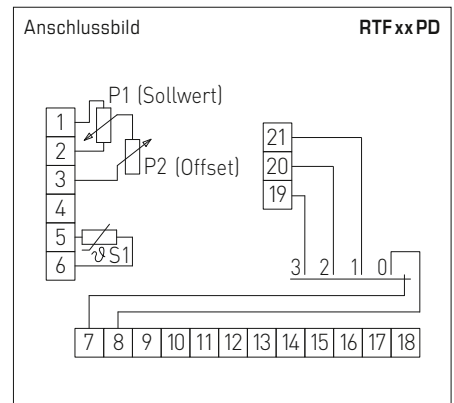 Anschlussbild RTF xx PD
P1 (Sollwert)
1
2
3
4
5
6
P2 (Offset)
ϑ S1
21
20
19
3 2 1 0
7 8 9 10 11 12 13 14 15 16 17 18